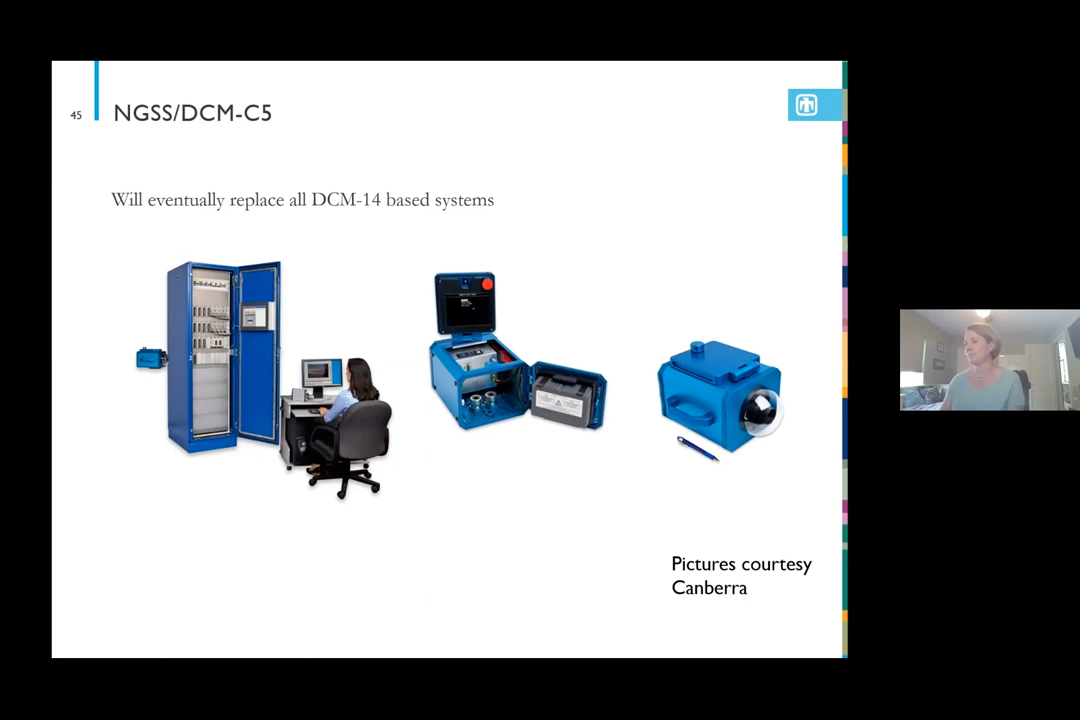 45
NGSS/DCM-C5
Will eventually replace all DCM-14 based systems
Pictures courtesy
Canberra